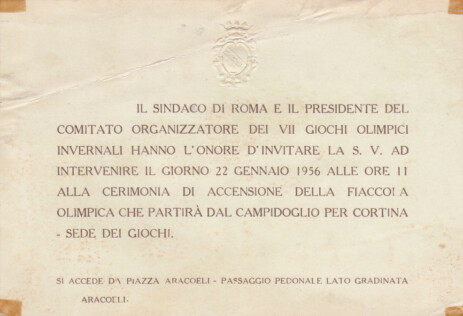 IL SINDACO DI ROMA E IL PRESIDENTE DEL
COMITATO ORGANIZZATORE DEI VII GIOCHI OLIMPICI
INVERNALI HANNO L'ONORE D'INVITARE LA S. V. AD
INTERVENIRE IL GIORNO 22 GENNAIO 1956 ALLE ORE 11
ALLA CERIMONIA DI ACCENSIONE DELLA FIACCOLA
OLIMPICA CHE PARTIRÀ DAL CAMPIDOGLIO PER CORTINA
- SEDE DEI GIOCHI.
SI ACCEDE DA PIAZZA ARACOELI - PASSAGGIO PEDONALE LATO GRADINATA
ARACOELI.